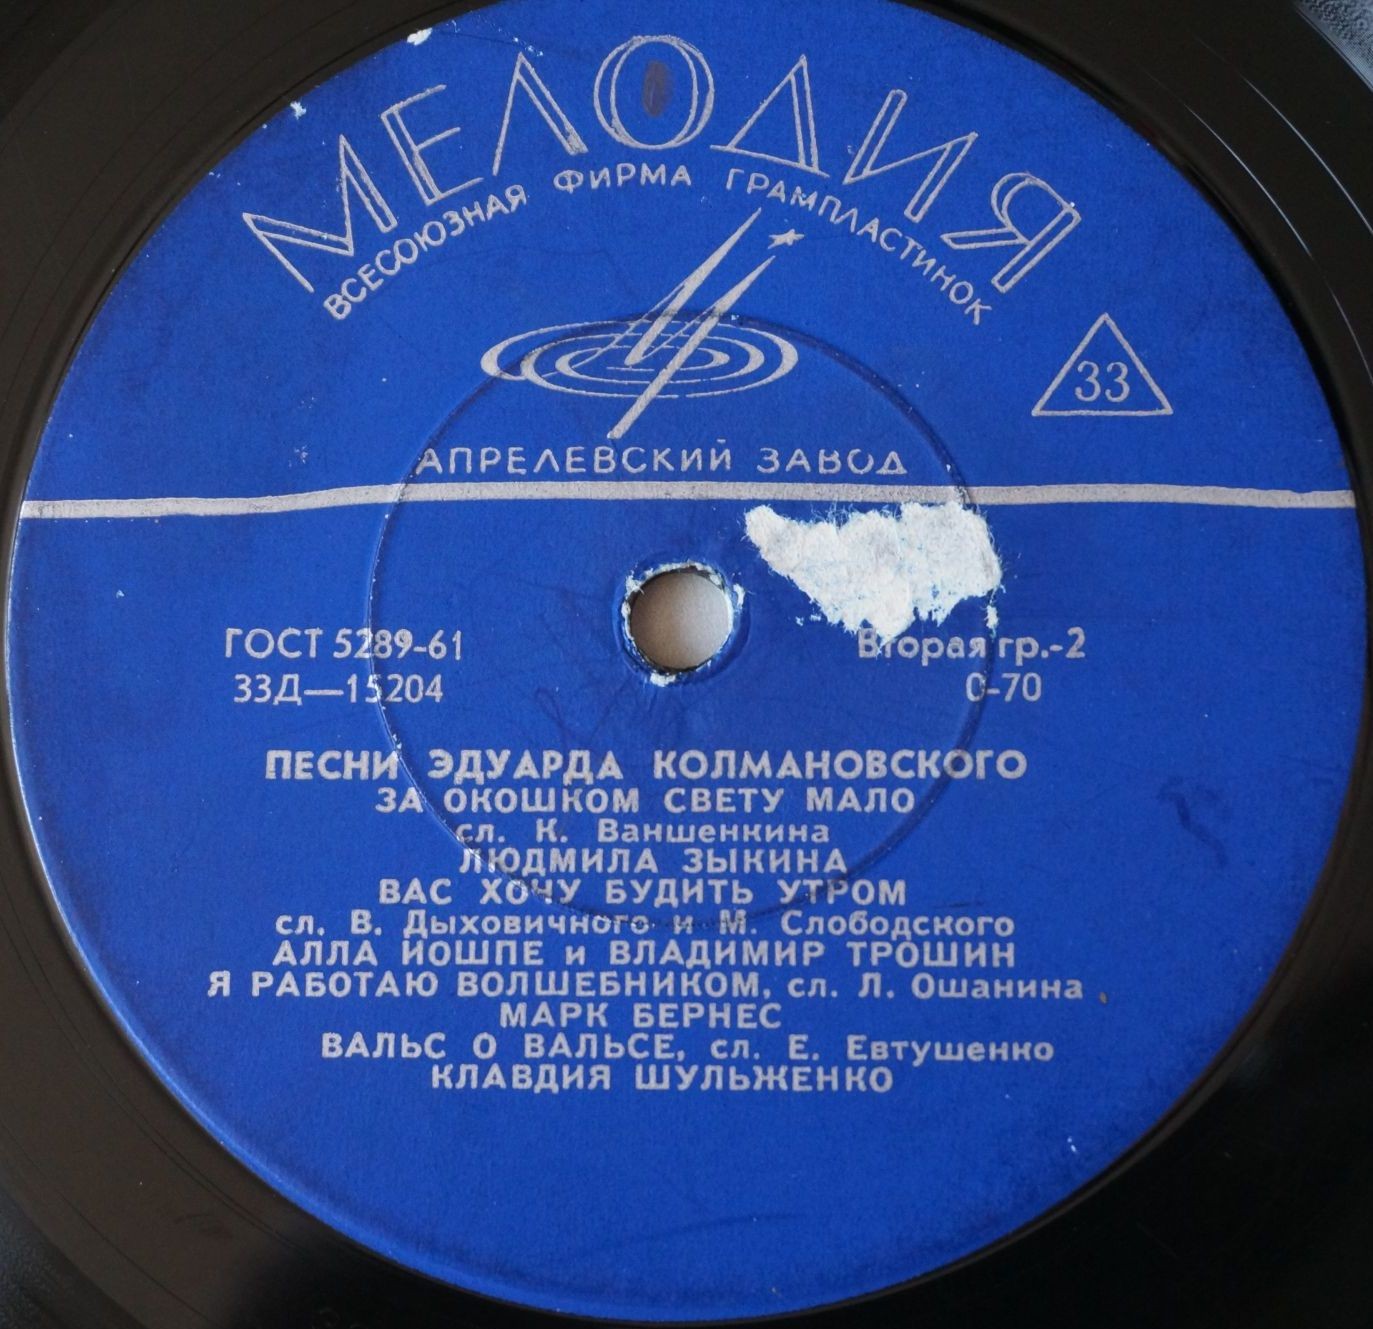 МЕЛОДИЯ
ВСЕСОЮЗНАЯ ФИРМА ГРАМПЛАСТИНОК
33
АПРЕЛЕВСКИЙ ЗАВОД
ГОСТ 5289-61 Вторая гр.-2
33Д—15204 0-70
ПЕСНИ ЭДУАРДА КОЛМАНОВСКОГО
ЗА ОКОШКОМ СВЕТУ МАЛО
сл. К. Ваншенкина
ЛЮДМИЛА ЗЫКИНА
ВАС ХОЧУ БУДИТЬ УТРОМ
сл. В. Дыховичного и М. Слободского
АЛЛА ИОШПЕ и ВЛАДИМИР ТРОШИН
Я РАБОТАЮ ВОЛШЕБНИКОМ, сл. Л. Ошанина
МАРК БЕРНЕС
ВАЛЬС О ВАЛЬСЕ, сл. Е. Евтушенко
КЛАВДИЯ ШУЛЬЖЕНКО